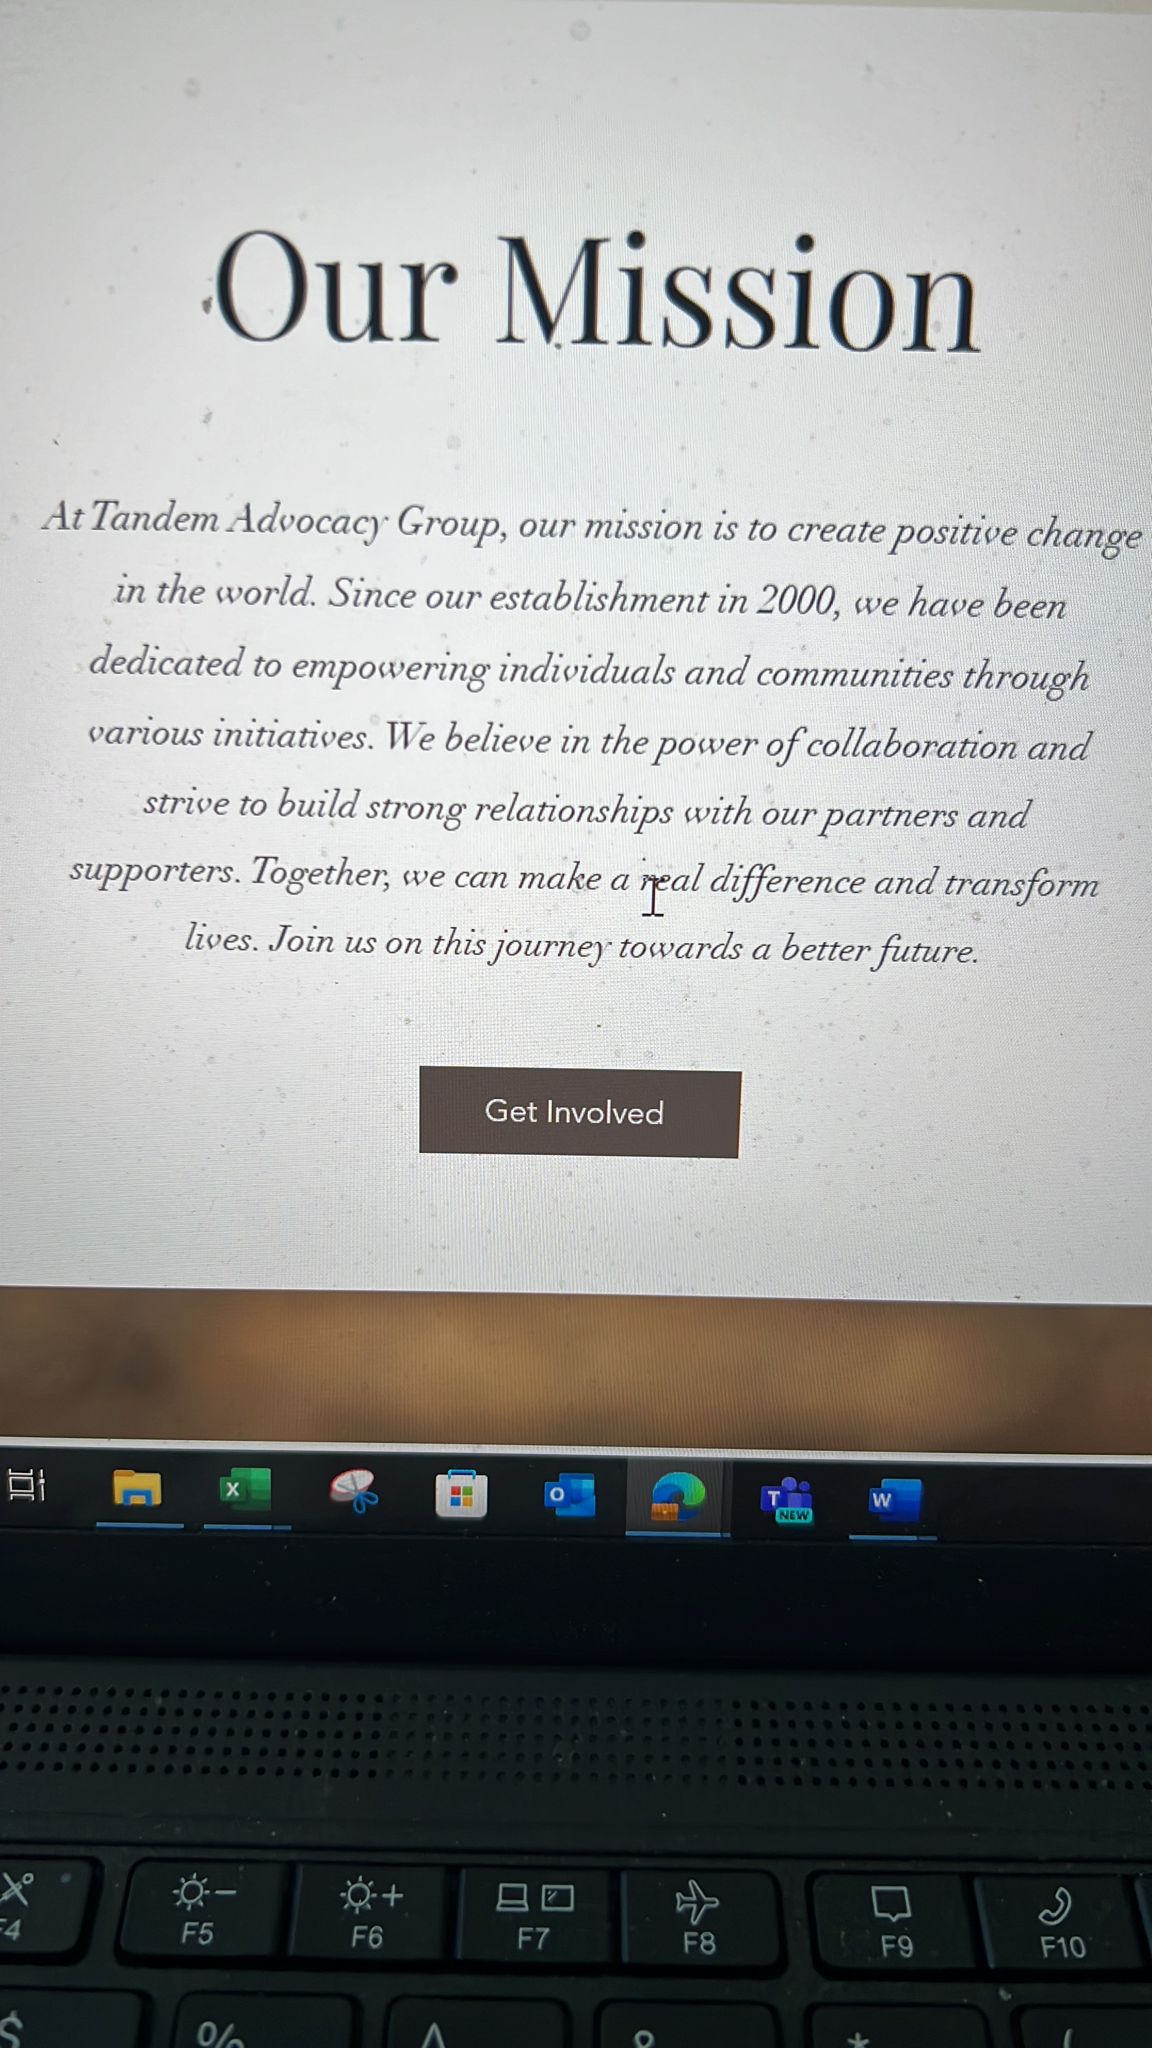 Our Mission
At Tandem Advocacy Group, our mission is to create positive change
in the world. Since our establishment in 2000, we have been
dedicated to empowering individuals and communities through
various initiatives. We believe in the power of collaboration and
strive to build strong relationships with our partners and
supporters. Together, we can make a real difference and transform
lives. Join us on this journey towards a better future.
Get Involved
X O T NEW W
F4 F5 F6 F7 F8 F9 F10
$ % ^ & * (